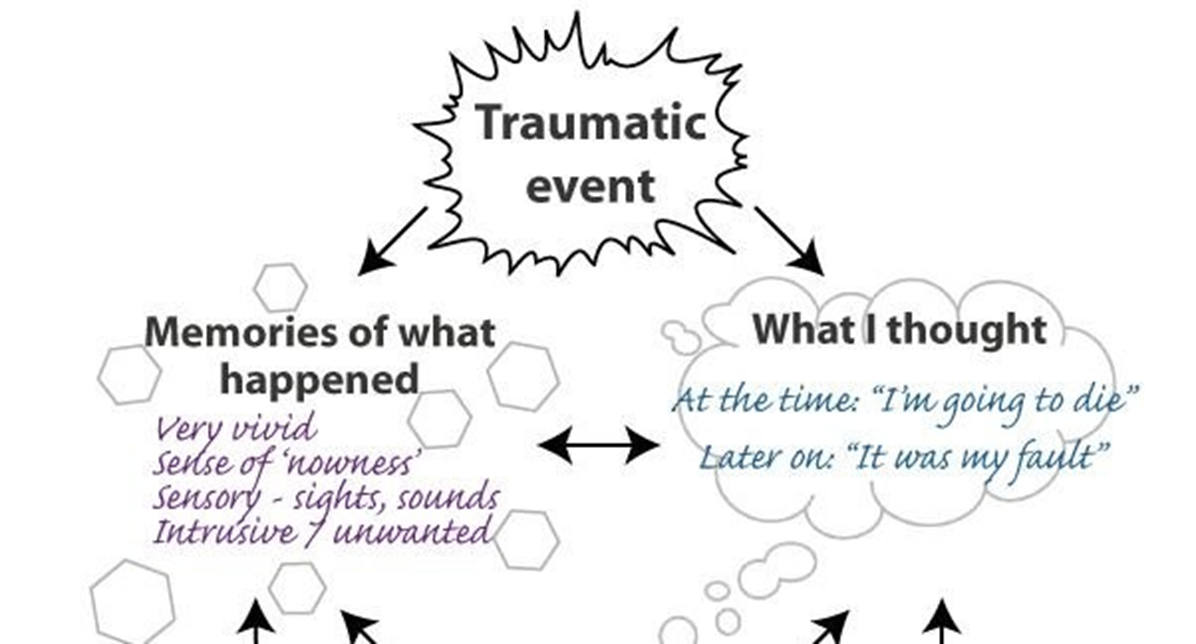 Traumatic
event
Memories of what
happened
Very vivid
Sense of ‘nowness’
Sensory - sights, sounds
Intrusive / unwanted
What I thought
At the time: “I’m going to die”
Later on: “It was my fault”